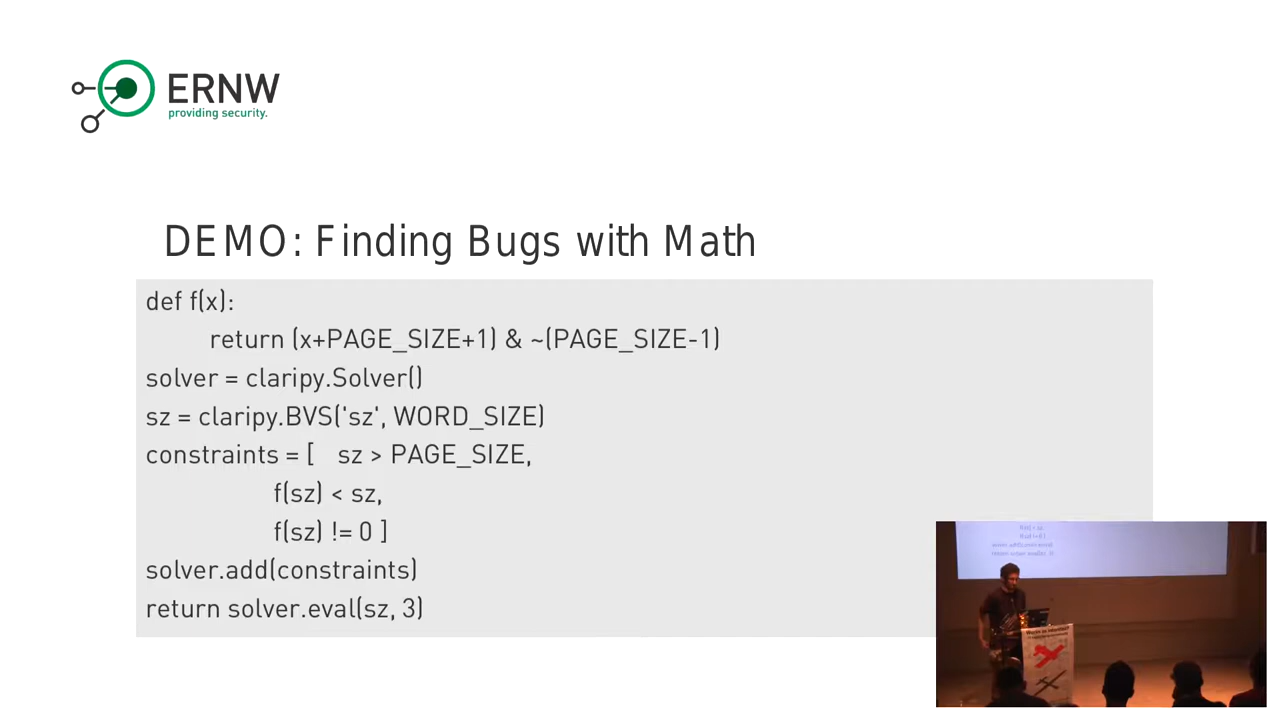 ERNW
providing security.
DEMO: Finding Bugs with Math
def f(x):
return (x+PAGE_SIZE+1) & ~(PAGE_SIZE-1)
solver = claripy.Solver()
sz = claripy.BVS('sz', WORD_SIZE)
constraints = [ sz > PAGE_SIZE,
f(sz) < sz,
f(sz) != 0 ]
solver.add(constraints)
return solver.eval(sz, 3)